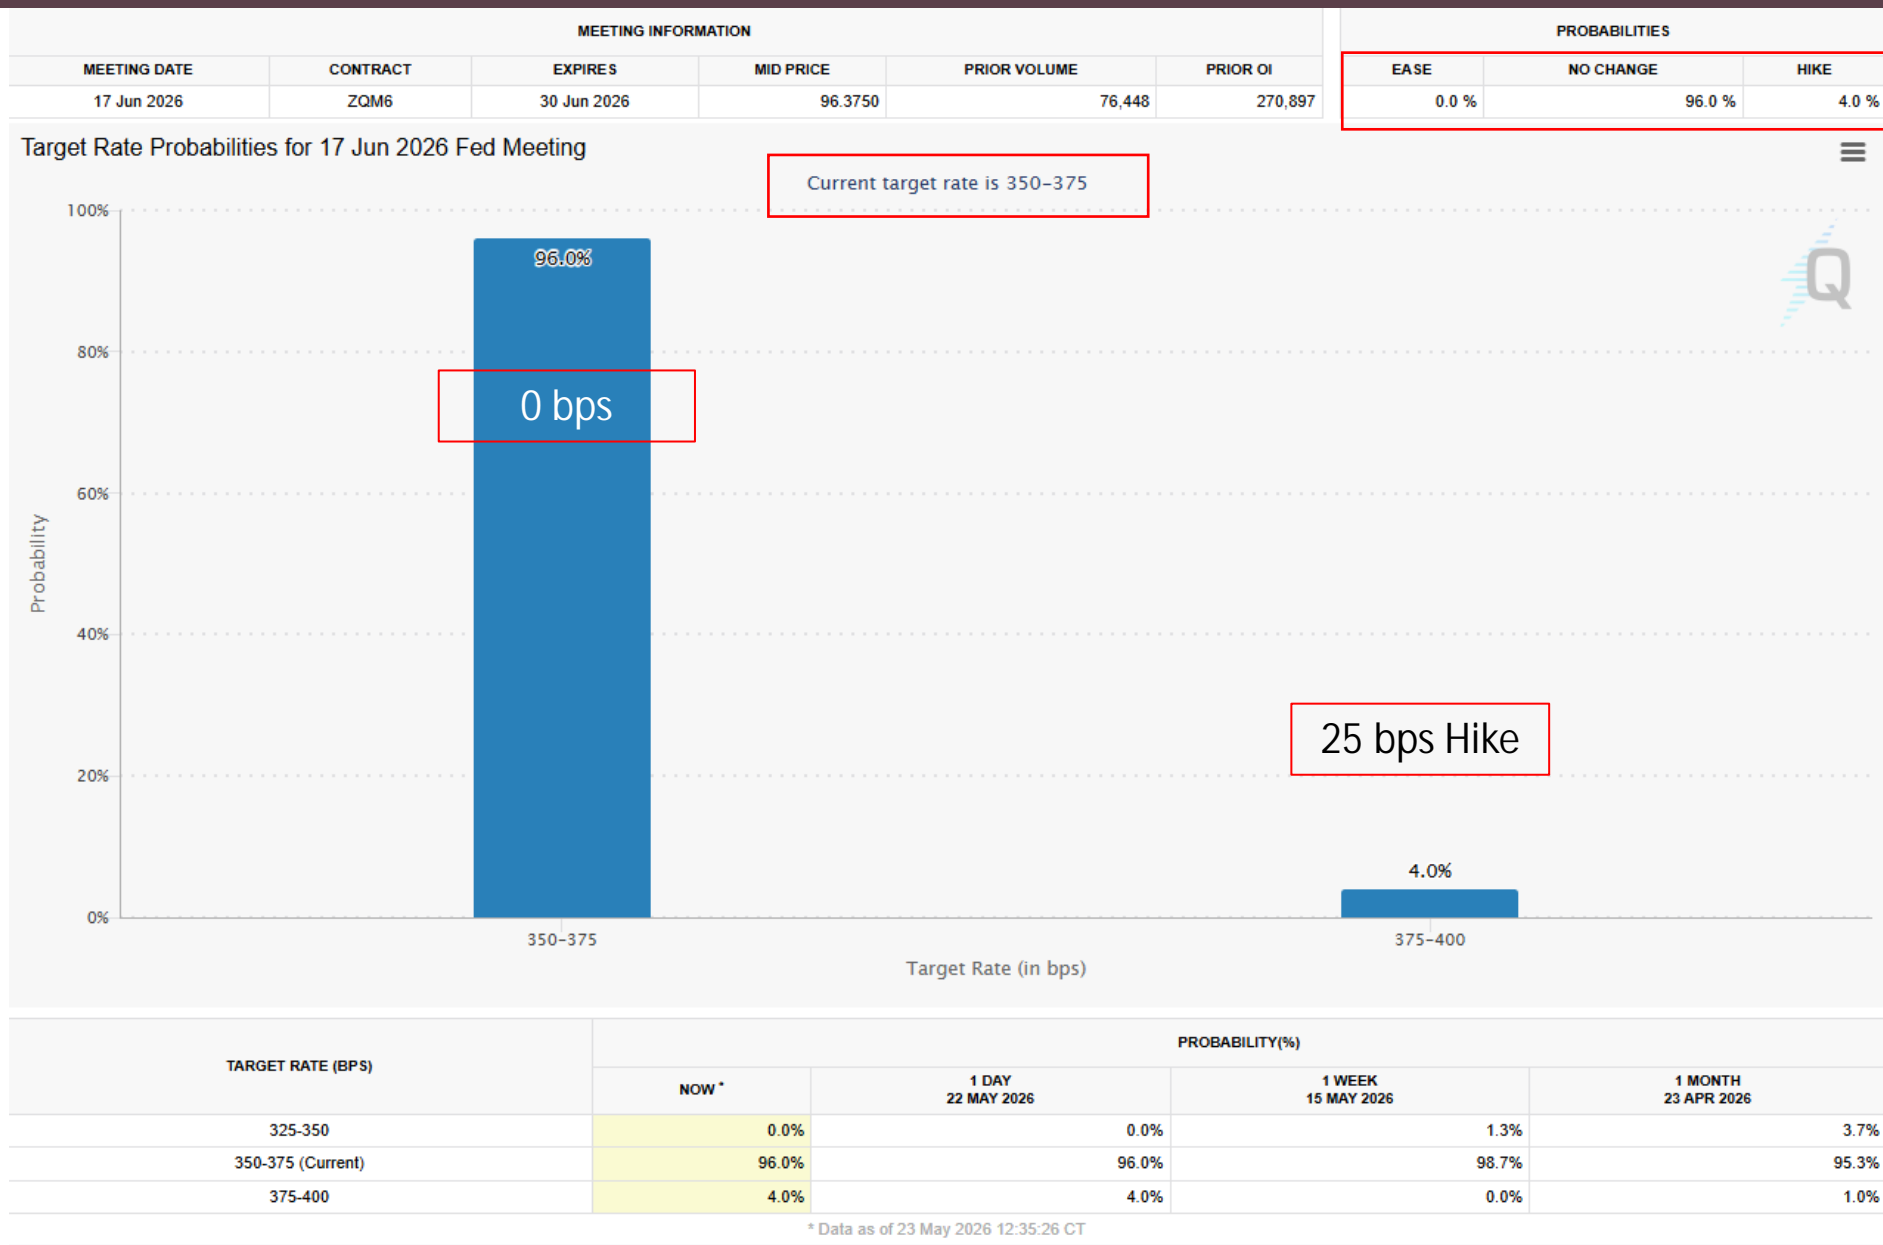 MEETING INFORMATION
PROBABILITIES
MEETING DATE CONTRACT EXPIRES MID PRICE PRIOR VOLUME PRIOR OI EASE NO CHANGE HIKE
17 Jun 2026 ZQM6 30 Jun 2026 96.3750 76,448 270,897 0.0 % 96.0 % 4.0 %
Target Rate Probabilities for 17 Jun 2026 Fed Meeting
Current target rate is 350–375
100%
96.0%
Q
80%
0 bps
60%
Probability
40%
25 bps Hike
20%
4.0%
0%
350–375 375–400
Target Rate (in bps)
TARGET RATE (BPS) PROBABILITY(%)
NOW * 1 DAY 1 WEEK 1 MONTH
22 MAY 2026 15 MAY 2026 23 APR 2026
325-350 0.0% 0.0% 1.3% 3.7%
350-375 (Current) 96.0% 96.0% 98.7% 95.3%
375-400 4.0% 4.0% 0.0% 1.0%
* Data as of 23 May 2026 12:35:26 CT